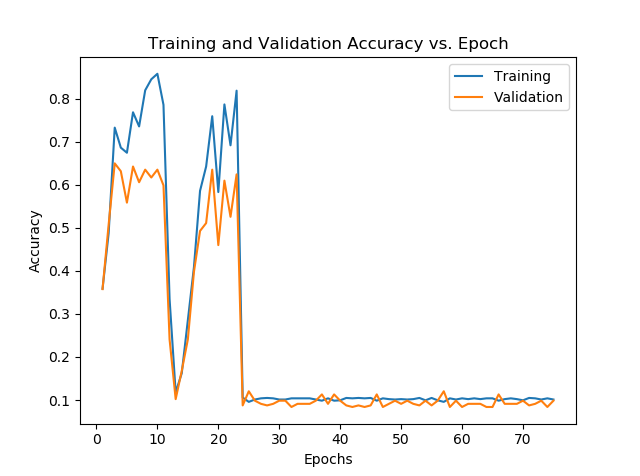 Training and Validation Accuracy vs. Epoch
Training
Validation
Accuracy
0.8
0.7
0.6
0.5
0.4
0.3
0.2
0.1
0 10 20 30 40 50 60 70
Epochs